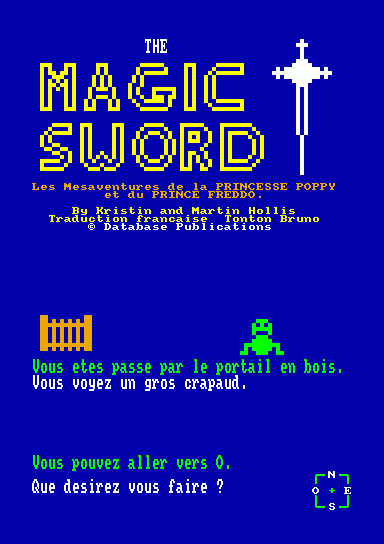 THE
MAGIC
SWORD
Les Mesaventures de la PRINCESSE POPPY
et du PRINCE FREDDO.
By Kristin and Martin Hollis
Traduction francaise Tonton Bruno
© Database Publications
Vous etes passe par le portail en bois.
Vous voyez un gros crapaud.
Vous pouvez aller vers O.
Que desirez vous faire ?
N
O E
S